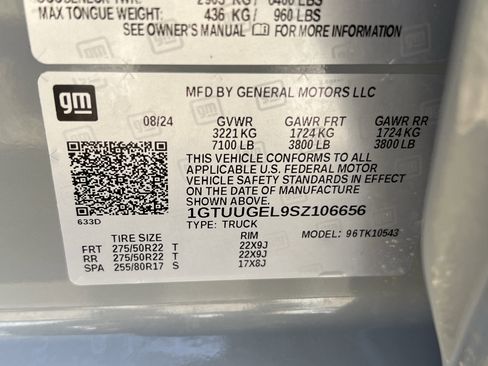 MAX TONGUE WEIGHT: 436 KG/ 960 LBS
SEE OWNER'S MANUAL FOR MORE INFORMATION
gm
MFD BY GENERAL MOTORS LLC
08/24 GVWR GAWR FRT GAWR RR
3221 KG 1724 KG 1724 KG
7100 LB 3800 LB 3800 LB
THIS VEHICLE CONFORMS TO ALL
APPLICABLE U.S. FEDERAL MOTOR
VEHICLE SAFETY STANDARDS IN EFFECT
ON THE DATE OF MANUFACTURE
SHOWN ABOVE.
1GTUUGEL9SZ106656
TYPE: TRUCK MODEL: 96TK10543
633D
TIRE SIZE RIM
FRT 275/50R22 T 22X9J
RR 275/50R22 T 22X9J
SPA 255/80R17 S 17X8J